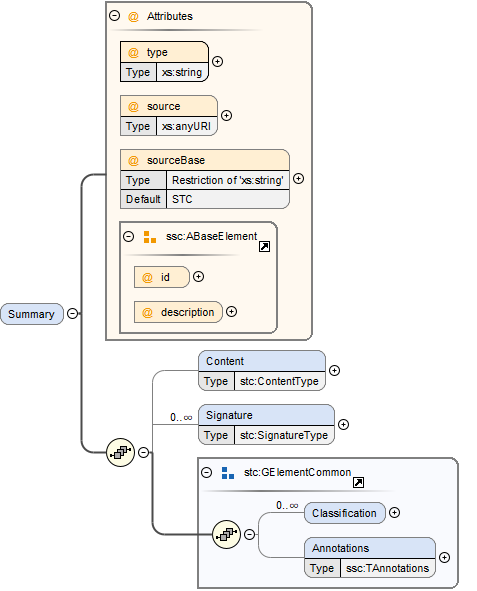 @ Attributes
@ type
Type xs:string
@ source
Type xs:anyURI
@ sourceBase
Type Restriction of 'xs:string'
Default STC
ssc:ABaseElement
@ id
@ description
Summary
Content
Type stc:ContentType
0..∞
Signature
Type stc:SignatureType
stc:GElementCommon
0..∞
Classification
Annotations
Type ssc:TAnnotations